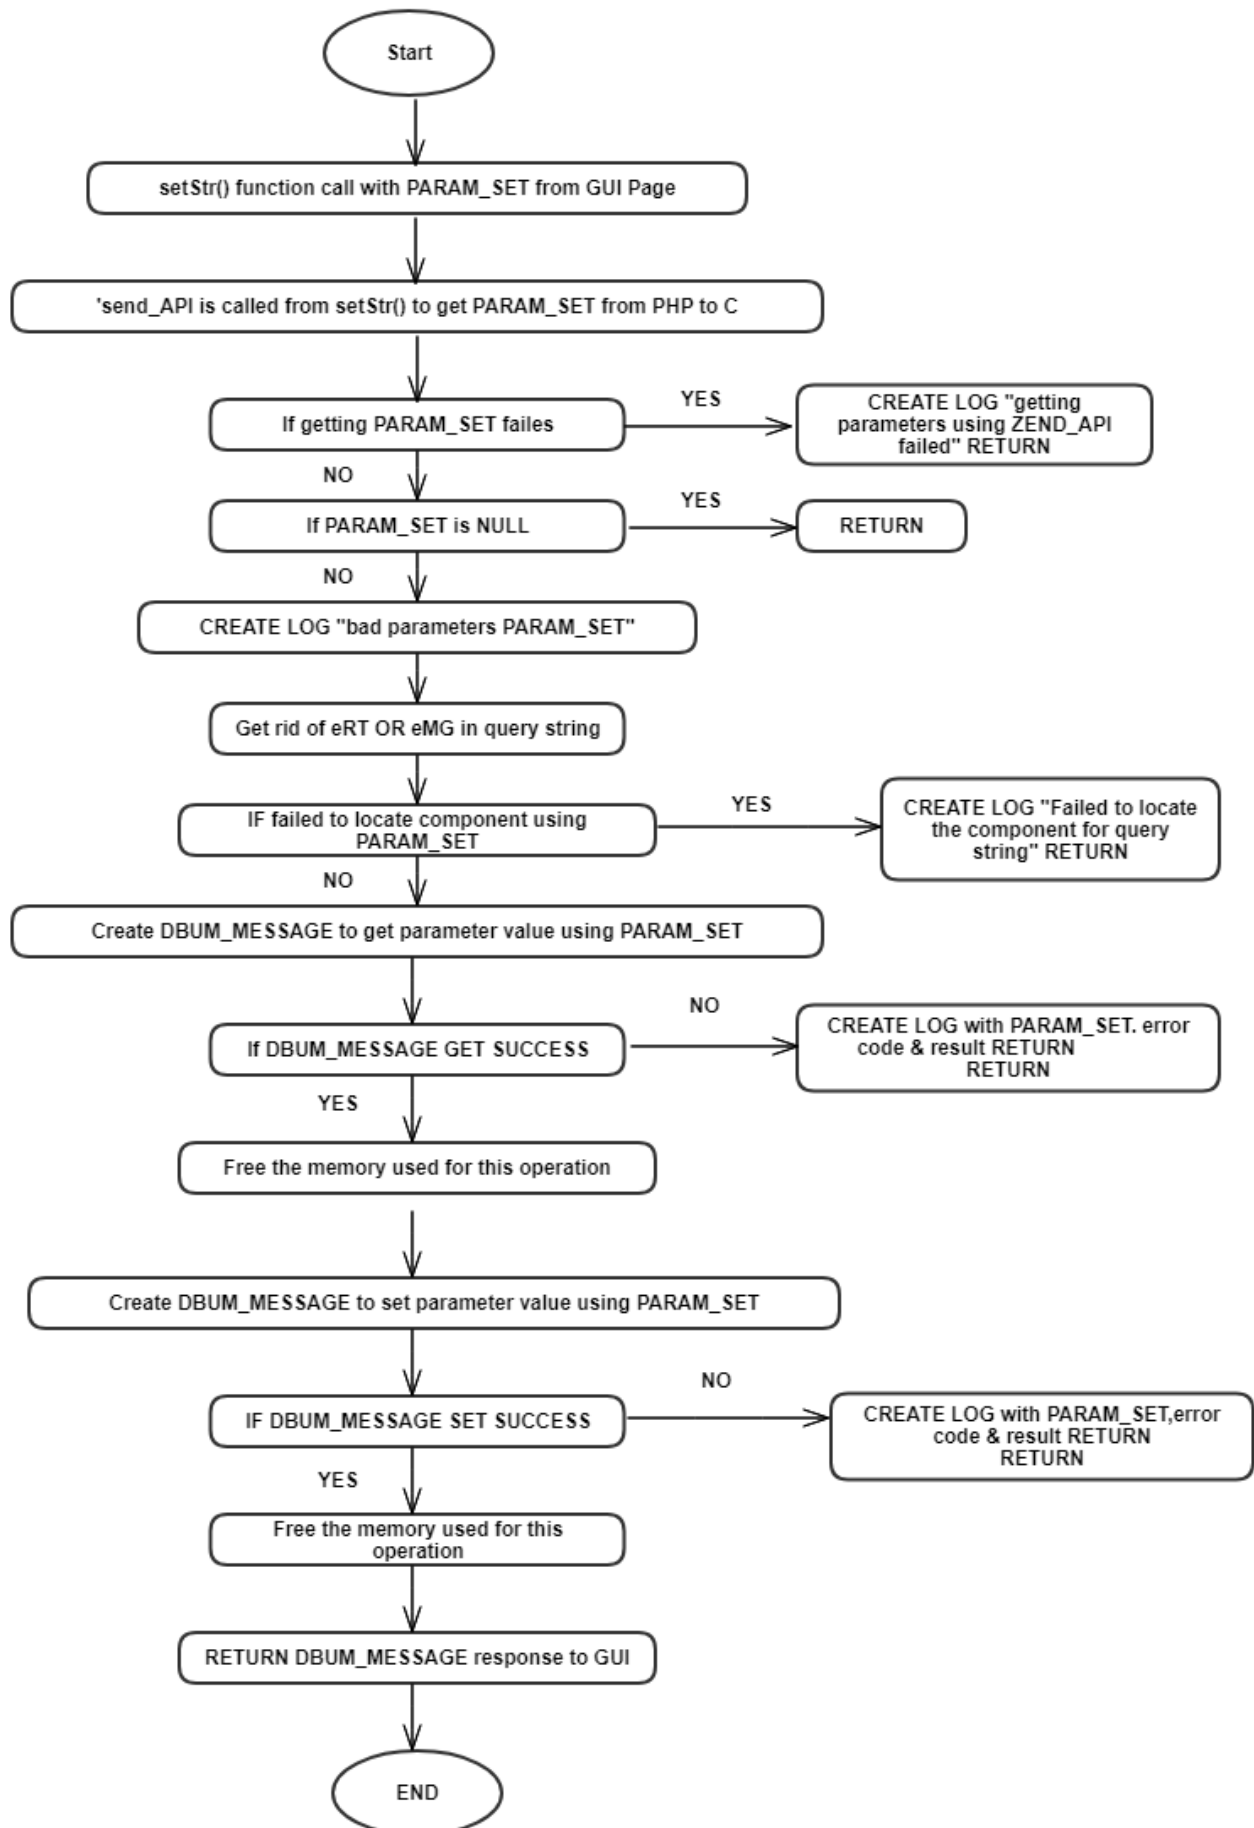 Start
setStr() function call with PARAM_SET from GUI Page
'send_API is called from setStr() to get PARAM_SET from PHP to C
If getting PARAM_SET failes
YES
CREATE LOG "getting
parameters using ZEND_API
failed" RETURN
NO
If PARAM_SET is NULL
YES
RETURN
NO
CREATE LOG "bad parameters PARAM_SET"
Get rid of eRT OR eMG in query string
IF failed to locate component using
PARAM_SET
YES
CREATE LOG "Failed to locate
the component for query
string" RETURN
NO
Create DBUM_MESSAGE to get parameter value using PARAM_SET
If DBUM_MESSAGE GET SUCCESS
NO
CREATE LOG with PARAM_SET. error
code & result RETURN
RETURN
YES
Free the memory used for this operation
Create DBUM_MESSAGE to set parameter value using PARAM_SET
IF DBUM_MESSAGE SET SUCCESS
NO
CREATE LOG with PARAM_SET,error
code & result RETURN
RETURN
YES
Free the memory used for this
operation
RETURN DBUM_MESSAGE response to GUI
END